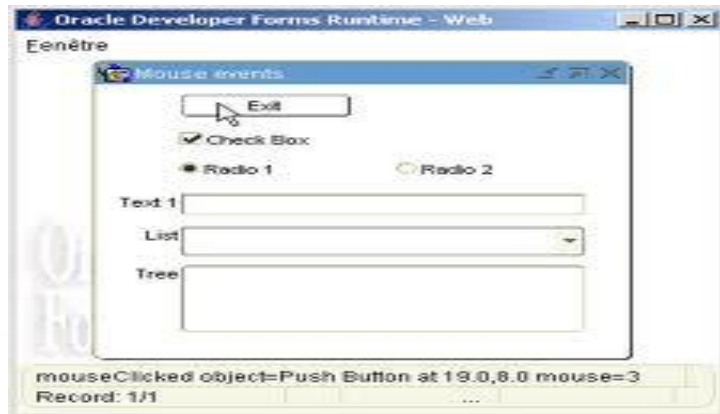 Oracle Developer Forms Runtime - Web
Fenêtre
Mouse events
Exit
Check Box
Radio 1
Radio 2
Text 1
List
Tree
mouseClicked object=Push Button at 19.0,8.0 mouse=3
Record: 1/1
...